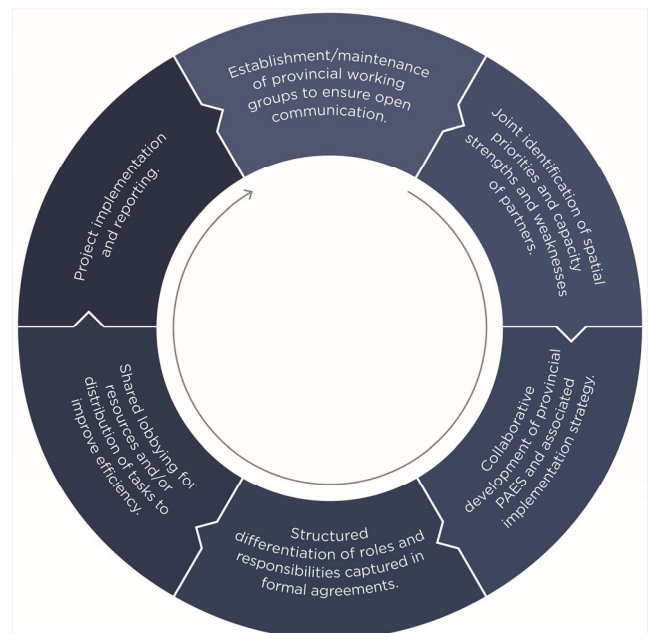 Establishment/maintenance
of provincial working
groups to ensure open
communication.
Joint identification of spatial
priorities and capacity
strengths and weaknesses
of partners.
Collaborative
development of provincial
PAES and associated
implementation strategy.
Structured
differentiation of roles and
responsibilities captured in
formal agreements.
Shared lobbying for
resources and/or
distribution of tasks to
improve efficiency.
Project implementation
and reporting.